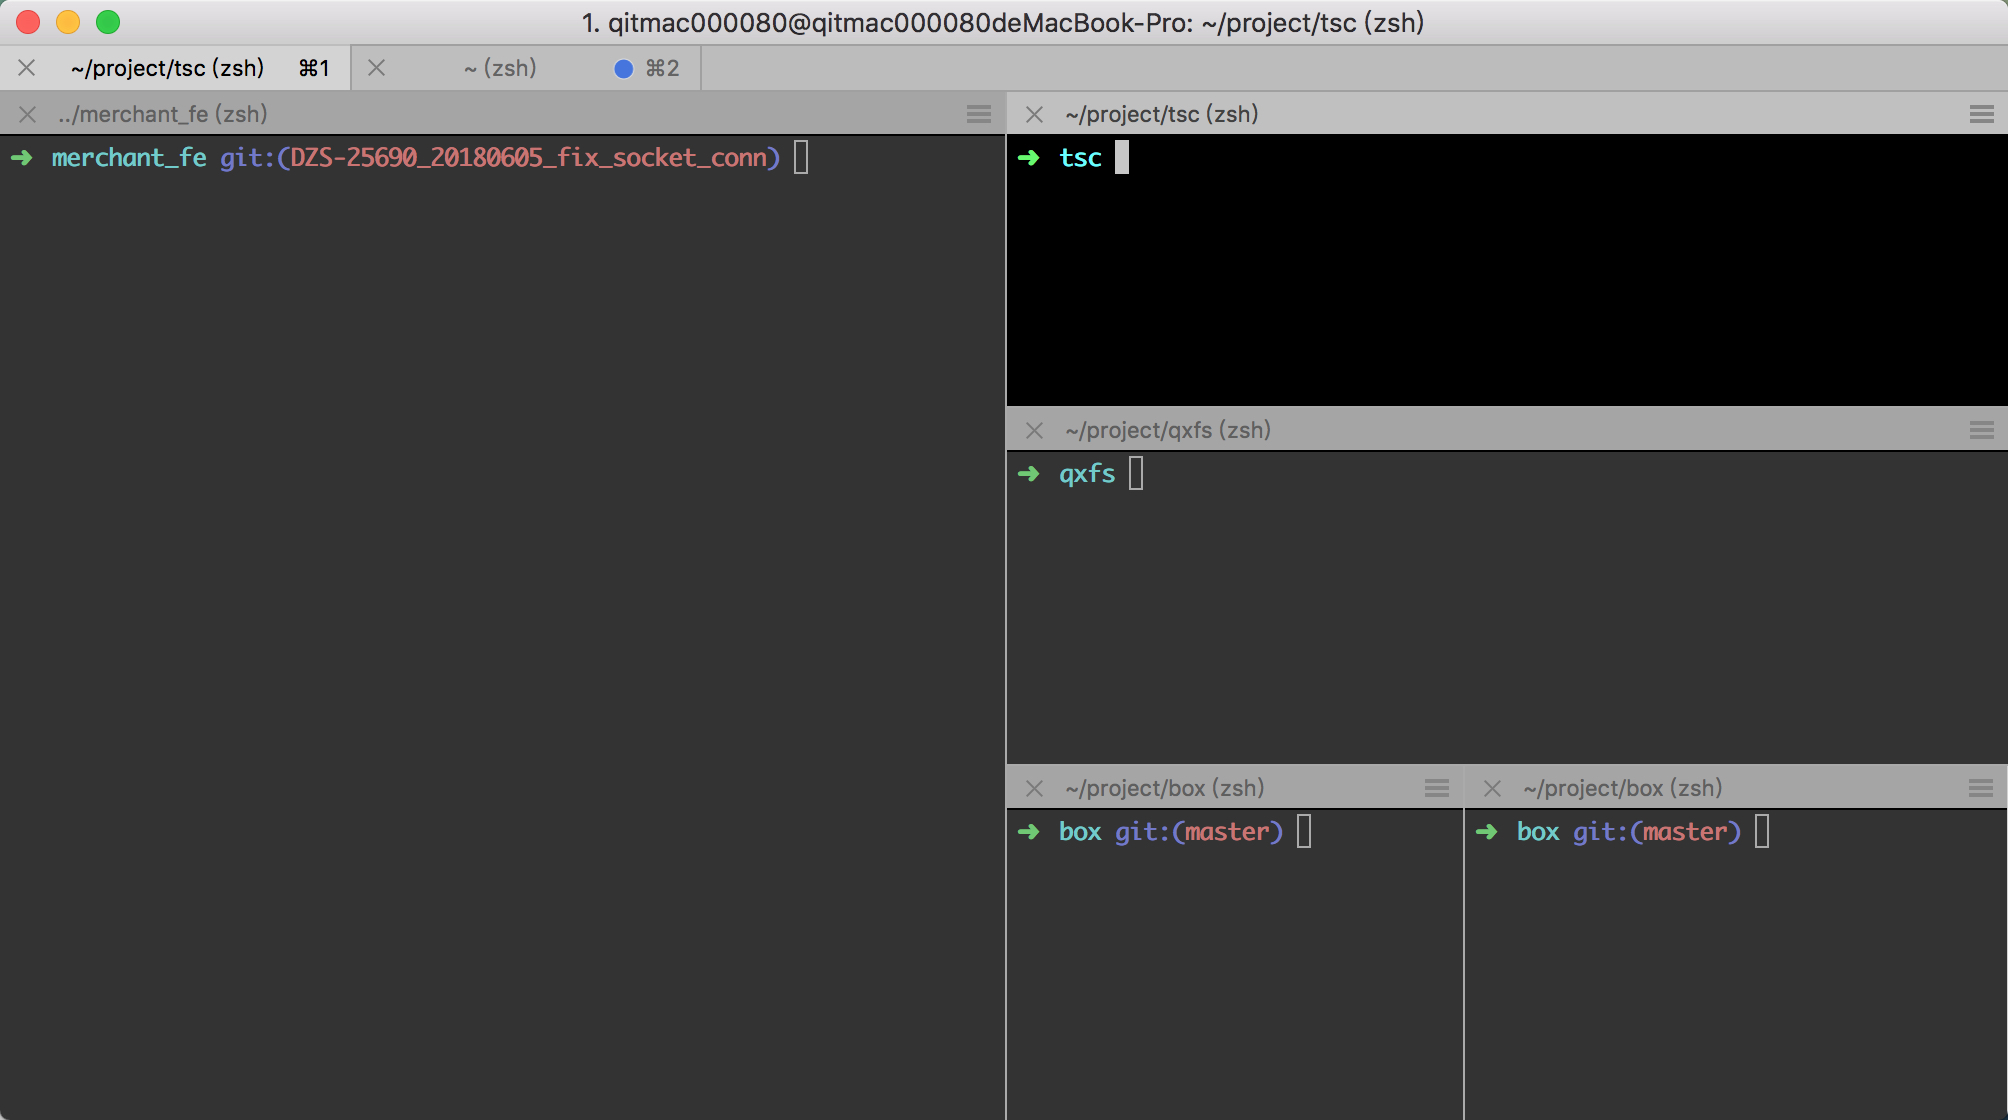 1. qitmac000080@qitmac000080deMacBook-Pro: ~/project/tsc (zsh)
~/project/tsc (zsh) ⌘1 ~ (zsh) ⌘2
../merchant_fe (zsh)
➜ merchant_fe git:(DZS-25690_20180605_fix_socket_conn)
~/project/tsc (zsh)
➜ tsc
~/project/qxfs (zsh)
➜ qxfs
~/project/box (zsh)
➜ box git:(master)
~/project/box (zsh)
➜ box git:(master)